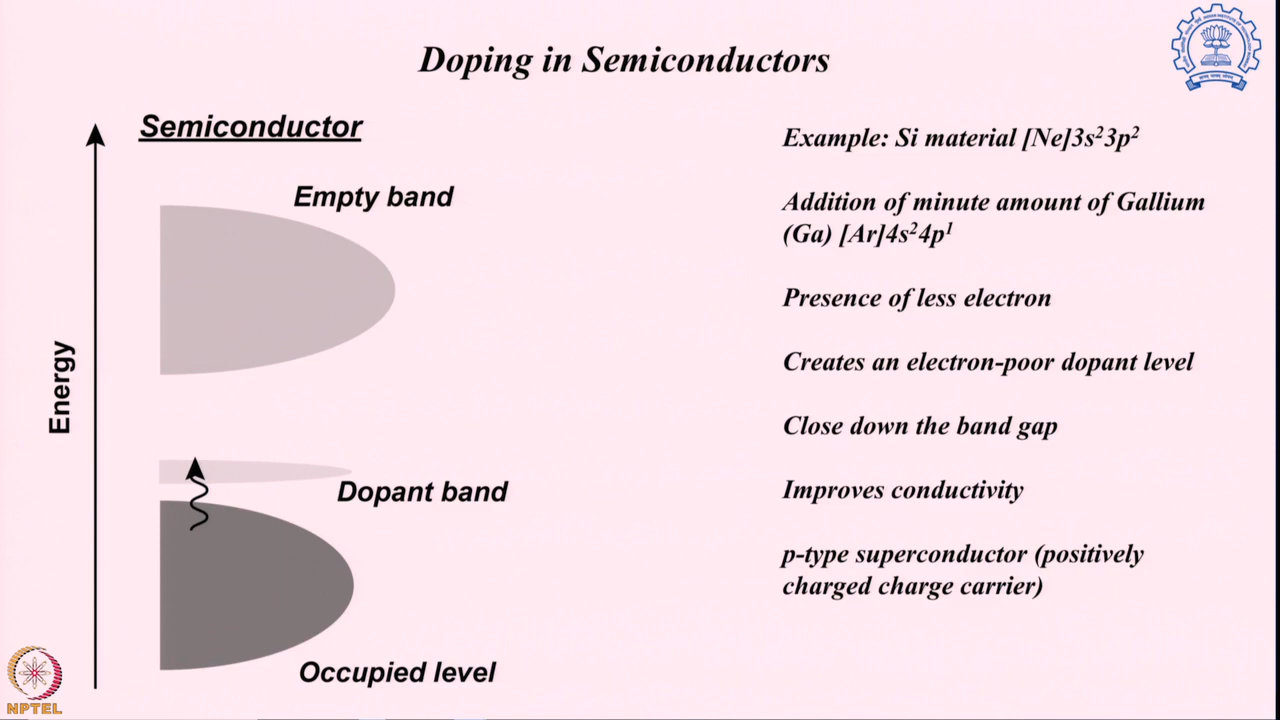 Doping in Semiconductors
Semiconductor
Empty band
Energy
Dopant band
Occupied level
Example: Si material [Ne]3s²3p²
Addition of minute amount of Gallium
(Ga) [Ar]4s²4p¹
Presence of less electron
Creates an electron-poor dopant level
Close down the band gap
Improves conductivity
p-type superconductor (positively
charged charge carrier)
NPTEL